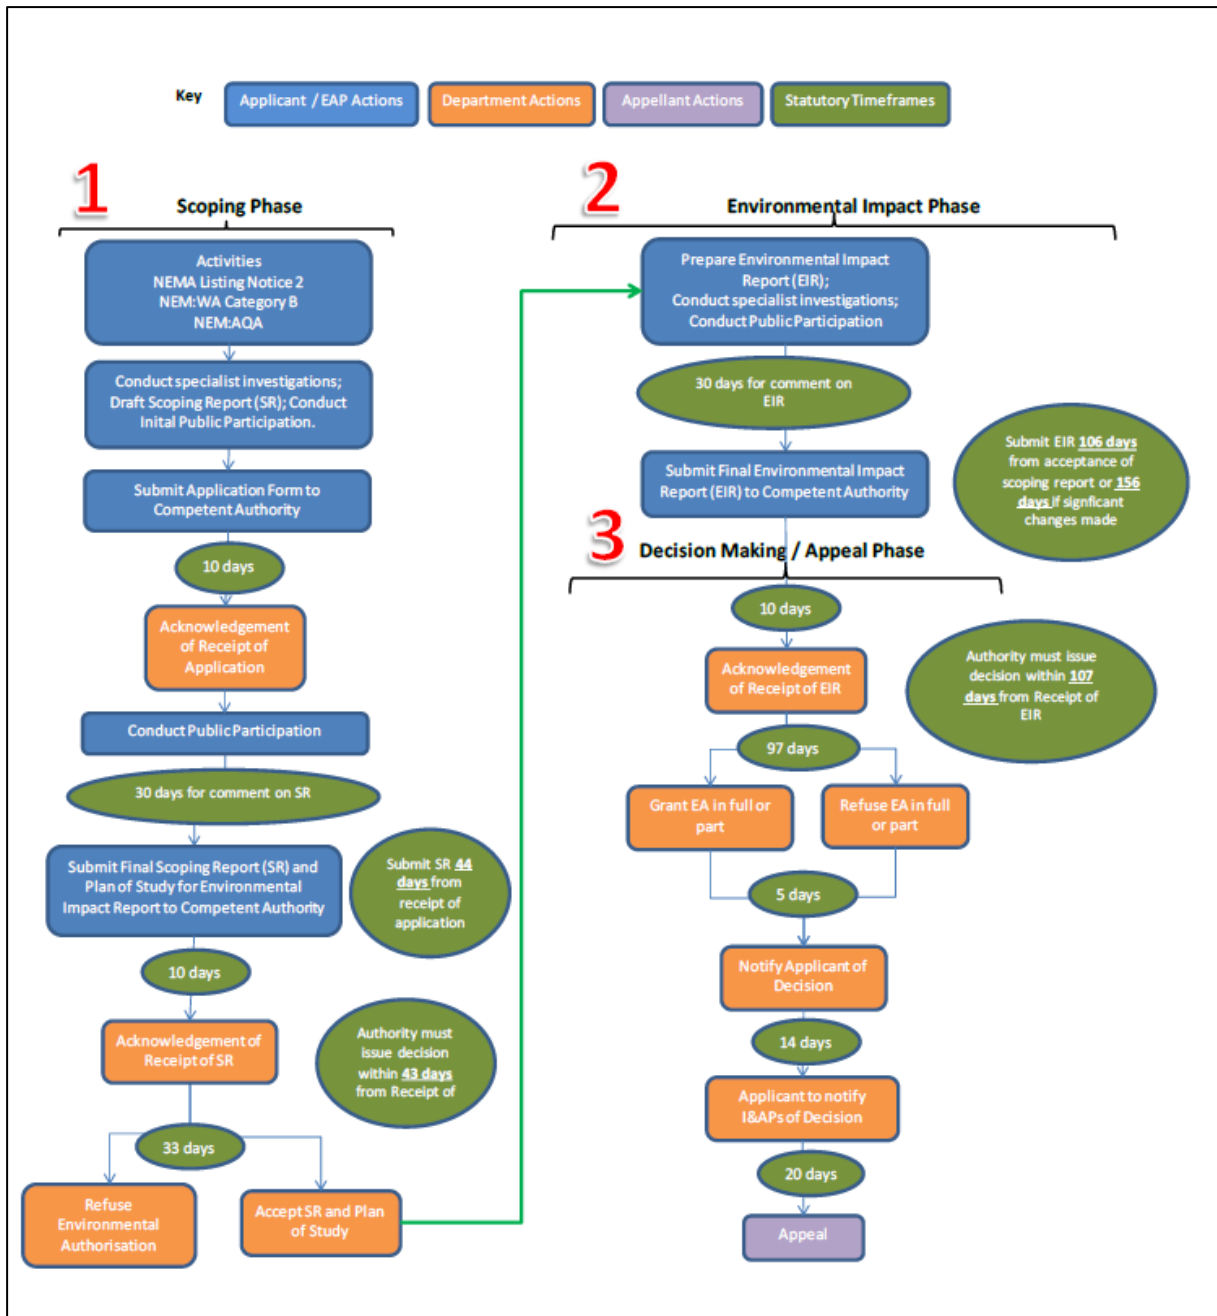 Key
Applicant / EAP Actions
Department Actions
Appellant Actions
Statutory Timeframes
1
Scoping Phase
Activities
NEMA Listing Notice 2
NEM:WA Category B
NEM:AQA
Conduct specialist investigations;
Draft Scoping Report (SR); Conduct
Inital Public Participation.
Submit Application Form to
Competent Authority
10 days
Acknowledgement
of Receipt of
Application
Conduct Public Participation
30 days for comment on SR
Submit Final Scoping Report (SR) and
Plan of Study for Environmental
Impact Report to Competent Authority
Submit SR 44
days from
receipt of
application
10 days
Acknowledgement of
Receipt of SR
Authority must
issue decision
within 43 days
from Receipt of
33 days
Refuse
Environmental
Authorisation
Accept SR and Plan
of Study
2
Environmental Impact Phase
Prepare Environmental Impact
Report (EIR);
Conduct specialist investigations;
Conduct Public Participation
30 days for comment on
EIR
Submit Final Environmental Impact
Report (EIR) to Competent Authority
Submit EIR 106 days
from acceptance of
scoping report or 156
days if signficant
changes made
3
Decision Making / Appeal Phase
10 days
Acknowledgement
of Receipt of EIR
Authority must issue
decision within 107
days from Receipt of
EIR
97 days
Grant EA in full or
part
Refuse EA in full
or part
5 days
Notify Applicant of
Decision
14 days
Applicant to notify
I&APs of Decision
20 days
Appeal